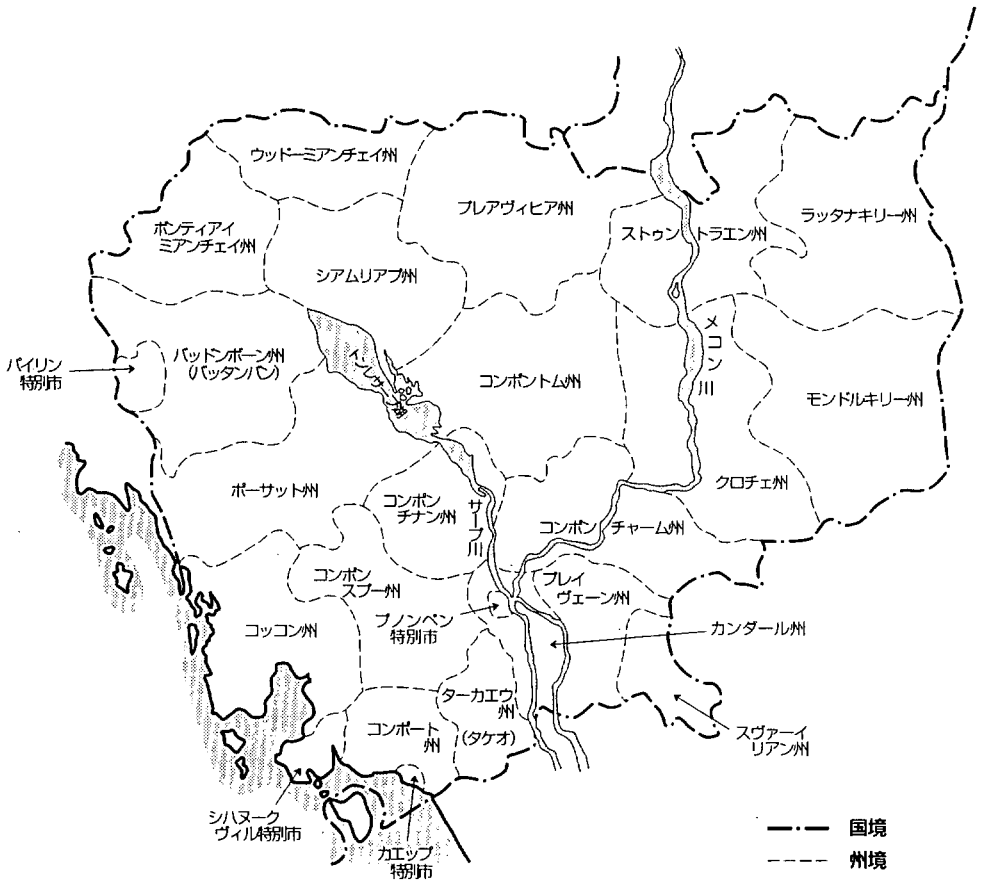 ウッドーミアンチェイ州
プレアヴィヒア州
ラッタナキリー州
ボンティアイ
ミアンチェイ州
ストゥン トラエン州
シアムリアプ州
メコン川
パイリン
特別市
バッドンボーン州
(バッタンバン)
コンポントム州
モンドルキリー州
ポーサット州
コンポン
チナン州
サープ川
クロチェ州
コンポン チャーム州
コンポン
スプー州
プレイ
ヴェーン州
プノンペン
特別市
コッコン州
カンダール州
ターカエウ
州
(タケオ)
コンポート
州
スヴァーイ
リアン州
シハヌーク
ヴィル特別市
カエップ
特別市
国境
州境